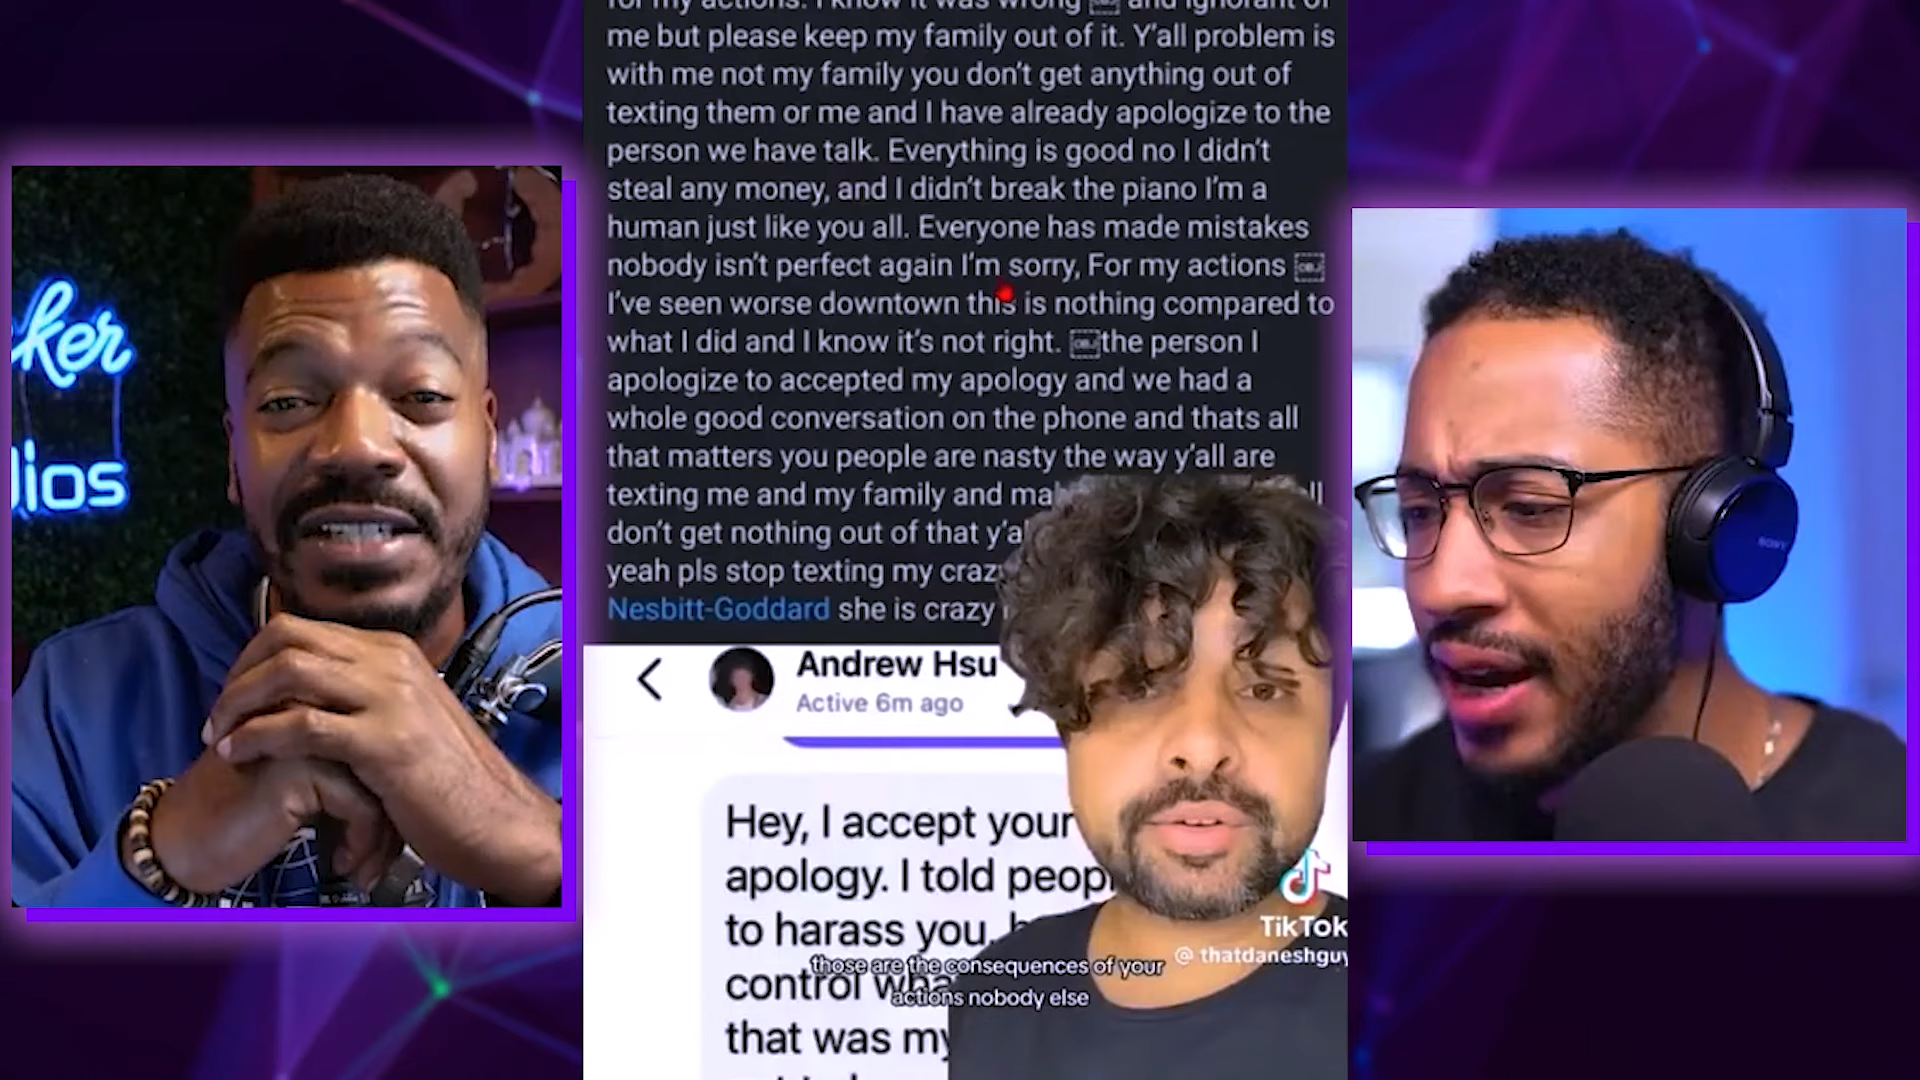 for my actions. I know it was wrong and ignorant of
me but please keep my family out of it. Y'all problem is
with me not my family you don't get anything out of
texting them or me and I have already apologize to the
person we have talk. Everything is good no I didn't
steal any money, and I didn't break the piano I'm a
human just like you all. Everyone has made mistakes
nobody isn't perfect again I'm sorry, For my actions OBJ
I've seen worse downtown this is nothing compared to
what I did and I know it's not right. OBJ the person I
apologize to accepted my apology and we had a
whole good conversation on the phone and thats all
that matters you people are nasty the way y'all are
texting me and my family and
don't get nothing out of that
yeah pls stop texting my
Nesbitt-Goddard she is crazy
Andrew Hsu
Active 6m ago
Hey, I accept your
apology. I told
to harass you.
control
that was my
those are the consequences of your
actions nobody else
TikTok
@thatdaneshguy
ker
dios
SONY